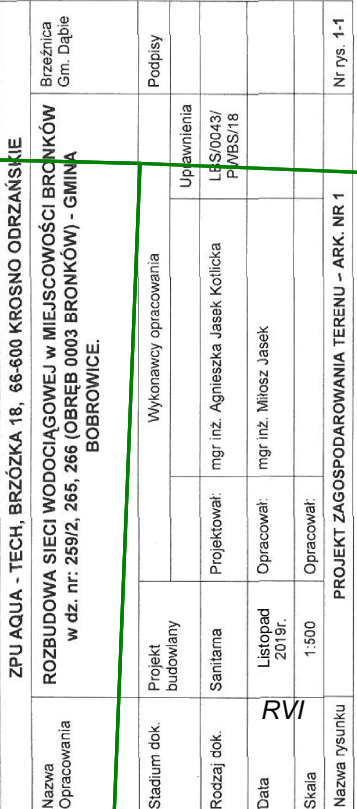 ZPU AQUA - TECH, BRZÓZKA 18, 66-600 KROSNO ODRZAŃSKIE
Nazwa
Opracowania
ROZBUDOWA SIECI WODOCIĄGOWEJ w MIEJSCOWOŚCI BRONKÓW
w dz. nr: 259/2, 265, 266 (OBRĘB 0003 BRONKÓW) - GMINA
BOBROWICE.
Brzeźnica
Gm. Dąbie
Stadium dok.
Projekt
budowlany
Wykonawcy opracowania
Podpisy
Uprawnienia
Rodzaj dok.
Sanitarna
Projektował:
mgr inż. Agnieszka Jasek Kotlicka
LBS/0043/
PWBS/18
Data
Listopad
2019r.
Opracował:
mgr inż. Miłosz Jasek
RVI
Skala
1:500
Opracował:
Nazwa rysunku
PROJEKT ZAGOSPODAROWANIA TERENU – ARK. NR 1
Nr rys. 1-1